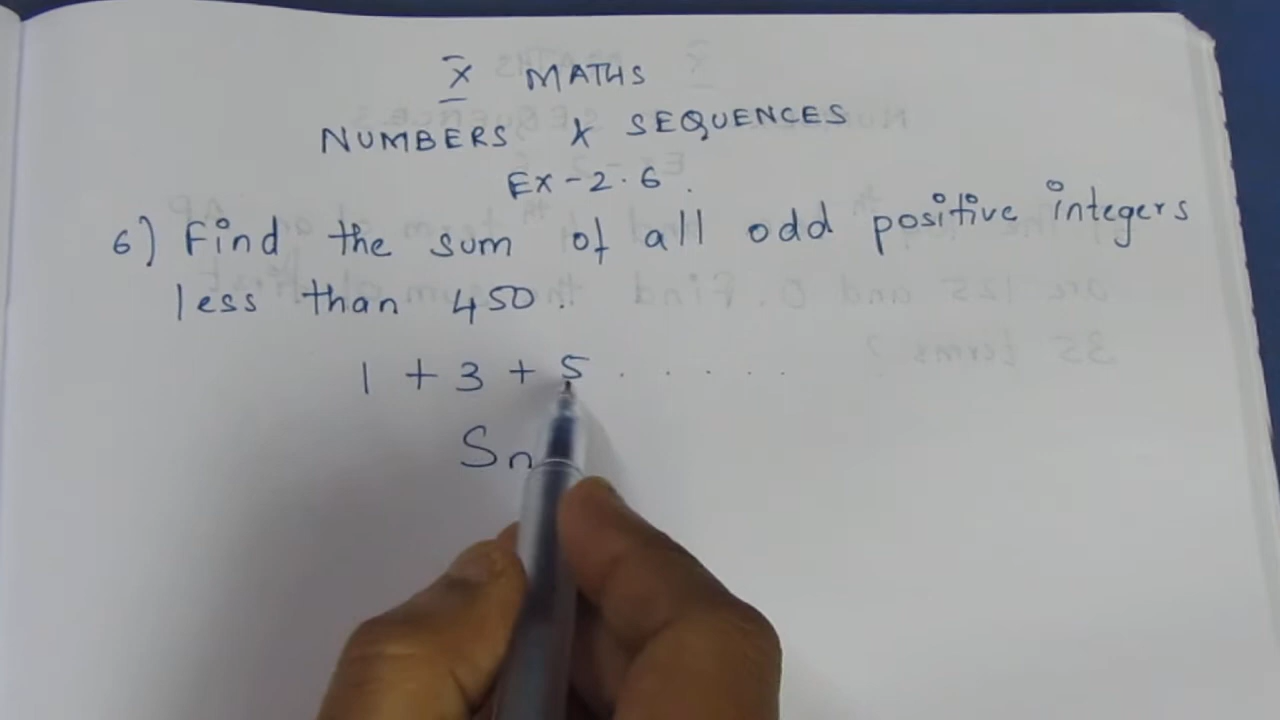 X MATHS
NUMBERS & SEQUENCES
Ex-2.6.
6) Find the sum of all odd positive integers
less than 450.
1 + 3 + 5 . . . . .
Sn